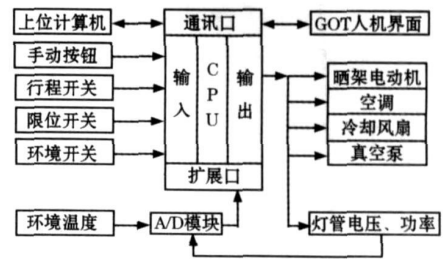 上位计算机
通讯口
GOT人机界面
手动按钮
行程开关
限位开关
环境开关
输入
CPU
输出
晒架电动机
空调
冷却风扇
真空泵
扩展口
环境温度
A/D模块
灯管电压、功率